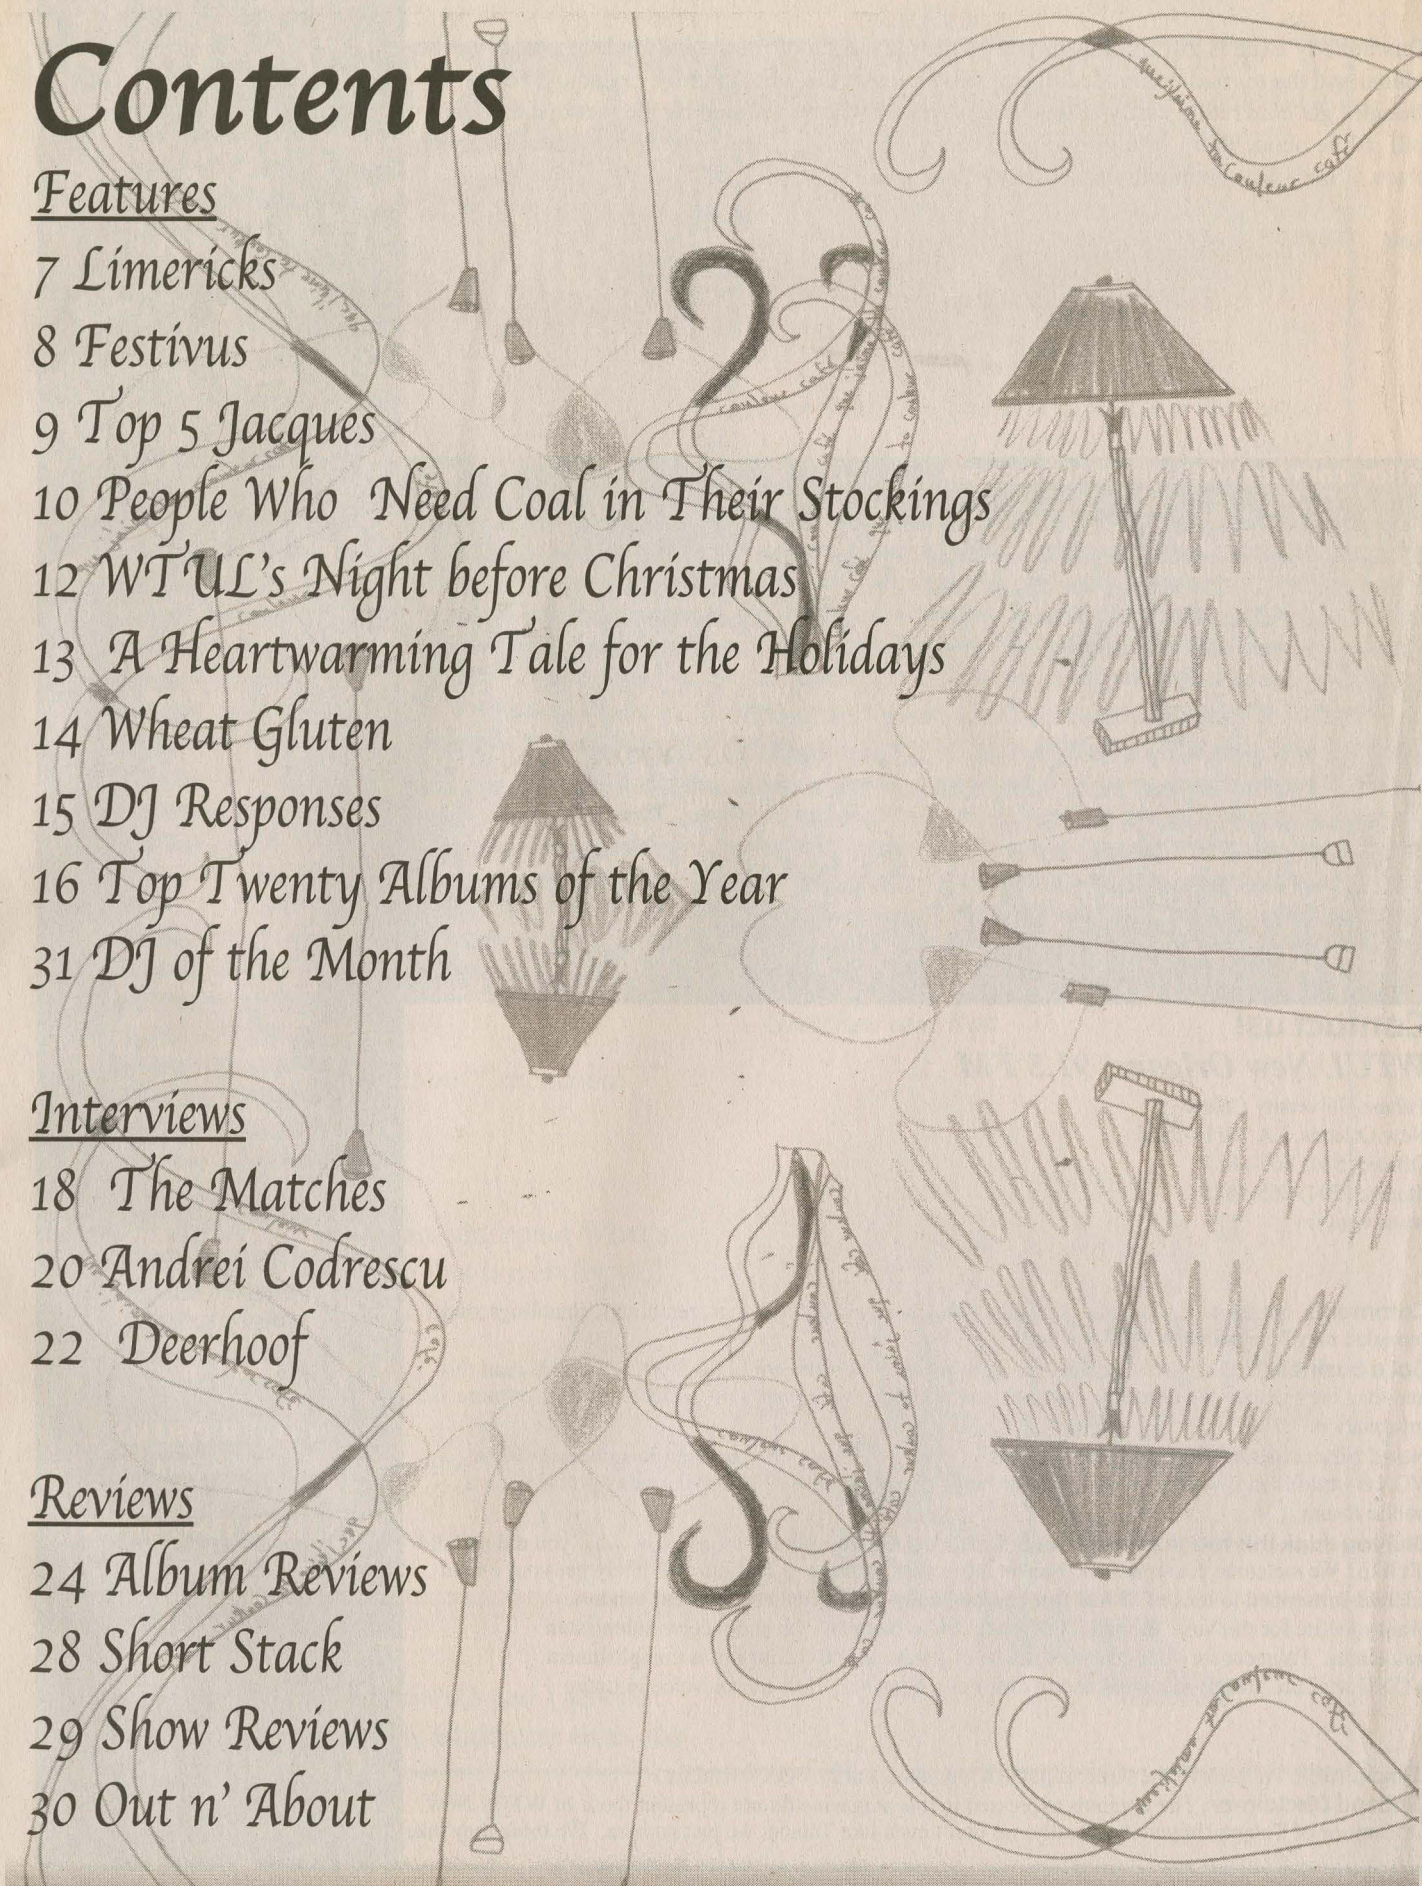 Contents
Features
7 Limericks
8 Festivus
9 Top 5 Jacques
10 People Who Need Coal in Their Stockings
12 WTUL's Night before Christmas
13 A Heartwarming Tale for the Holidays
14 Wheat Gluten
15 DJ Responses
16 Top Twenty Albums of the Year
31 DJ of the Month
Interviews
18 The Matches
20 Andrei Codrescu
22 Deerhoof
Reviews
24 Album Reviews
28 Short Stack
29 Show Reviews
30 Out n' About
couleur café